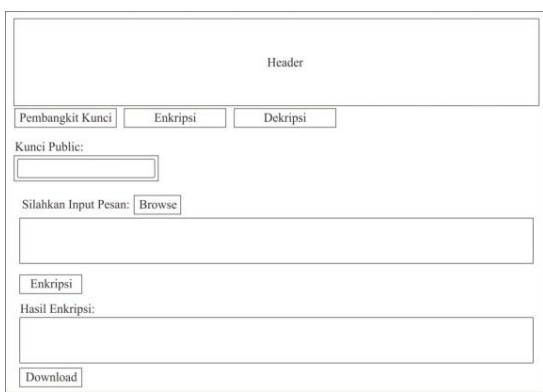 Header
Pembangkit Kunci Enkripsi Dekripsi
Kunci Public:
Silahkan Input Pesan: Browse
Enkripsi
Hasil Enkripsi:
Download